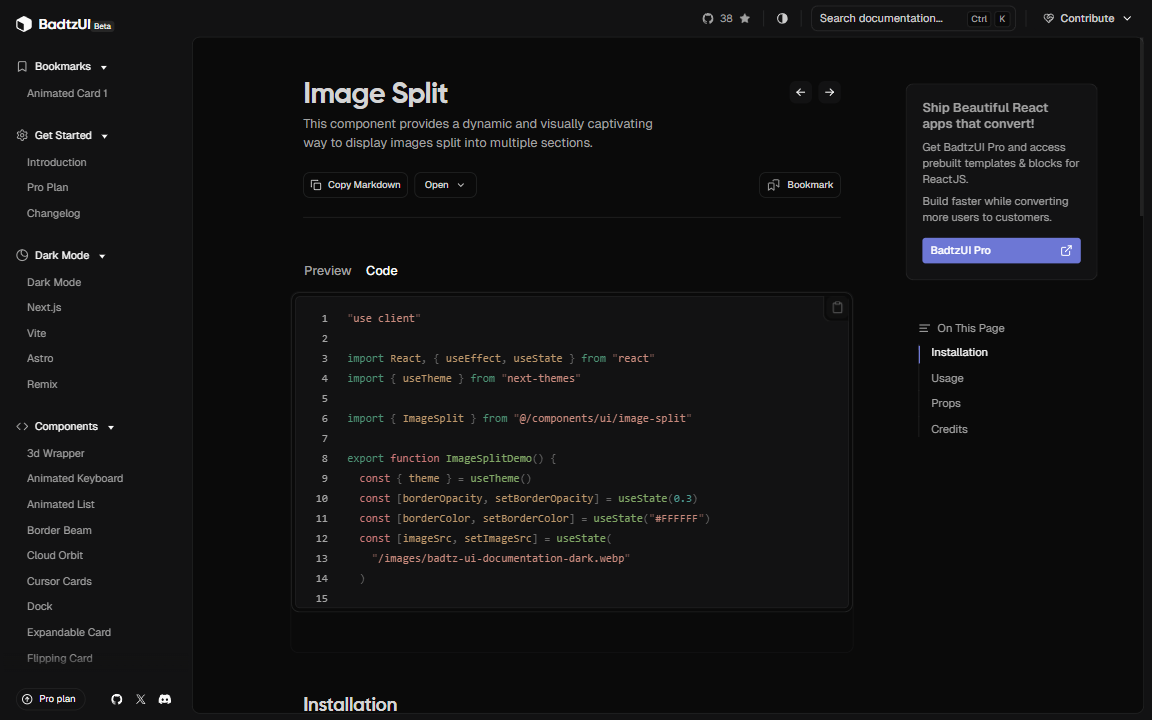 BadtzUI Beta
38
Search documentation... Ctrl K
Contribute
Bookmarks
Animated Card 1
Get Started
Introduction
Pro Plan
Changelog
Dark Mode
Dark Mode
Next.js
Vite
Astro
Remix
Components
3d Wrapper
Animated Keyboard
Animated List
Border Beam
Cloud Orbit
Cursor Cards
Dock
Expandable Card
Flipping Card
Pro plan
Image Split
This component provides a dynamic and visually captivating
way to display images split into multiple sections.
Copy Markdown
Open
Bookmark
Preview
Code
1 "use client"
2
3 import React, { useEffect, useState } from "react"
4 import { useTheme } from "next-themes"
5
6 import { ImageSplit } from "@/components/ui/image-split"
7
8 export function ImageSplitDemo() {
9 const { theme } = useTheme()
10 const [borderOpacity, setBorderOpacity] = useState(0.3)
11 const [borderColor, setBorderColor] = useState("#FFFFFF")
12 const [imageSrc, setImageSrc] = useState(
13 "/images/badtz-ui-documentation-dark.webp"
14 )
15
Installation
Ship Beautiful React
apps that convert!
Get BadtzUI Pro and access
prebuilt templates & blocks for
ReactJS.
Build faster while converting
more users to customers.
BadtzUI Pro
On This Page
Installation
Usage
Props
Credits